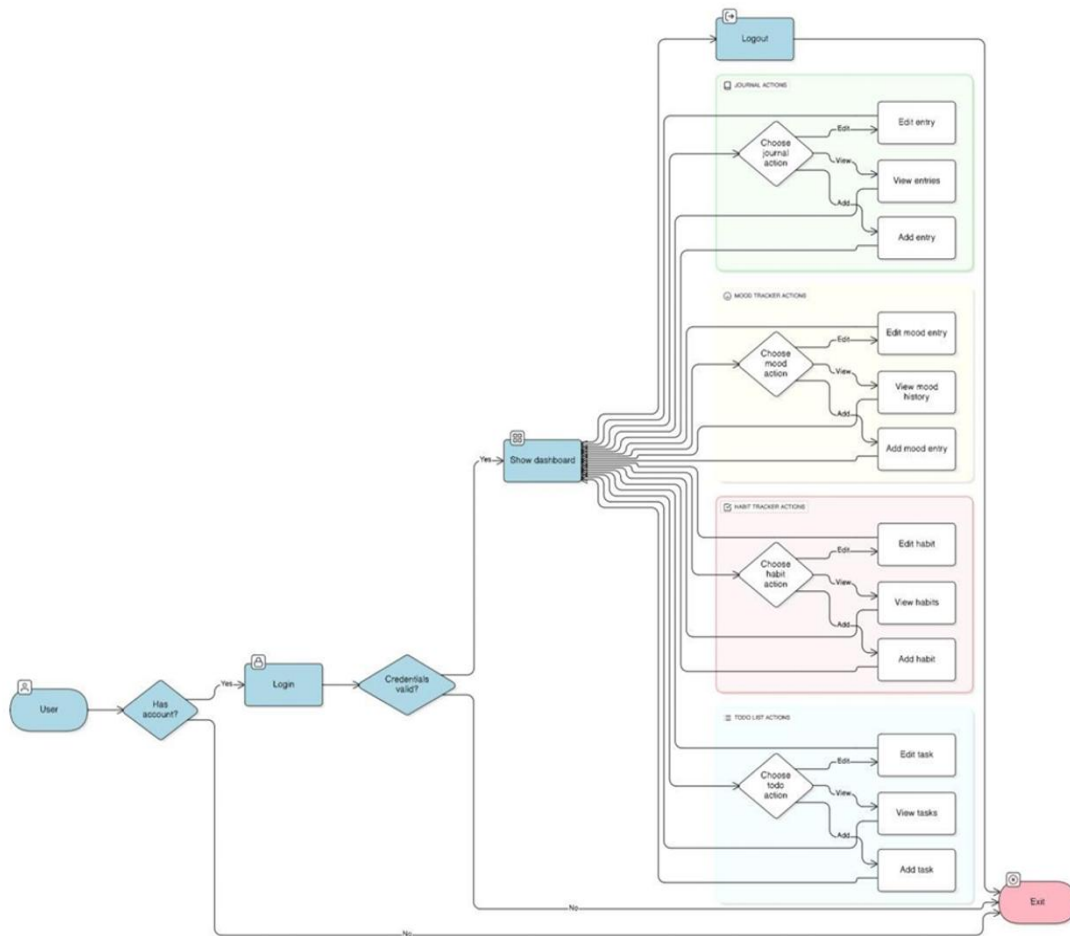 Logout
JOURNAL ACTIONS
Choose
journal
action
Edit
View
Add
Edit entry
View entries
Add entry
MOOD TRACKER ACTIONS
Choose
mood
action
Edit
View
Add
Edit mood entry
View mood
history
Add mood entry
Yes
Show dashboard
HABIT TRACKER ACTIONS
Choose
habit
action
Edit
View
Add
Edit habit
View habits
Add habit
User
Has
account?
Yes
Login
Credentials
valid?
TODO LIST ACTIONS
Choose
todo
action
Edit
View
Add
Edit task
View tasks
Add task
No
No
Exit